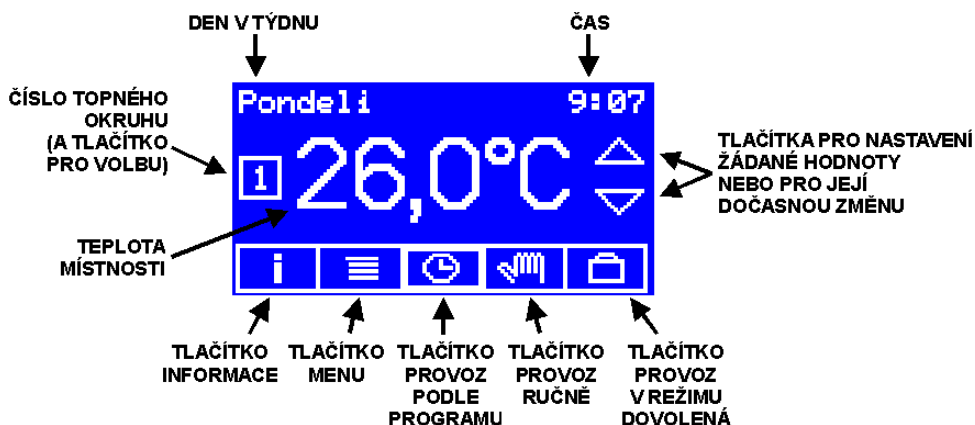 DEN V TÝDNU
ČAS
ČÍSLO TOPNÉHO
OKRUHU
(A TLAČÍTKO
PRO VOLBU)
Pondeli
9:07
1
26,0°C
TLAČÍTKA PRO NASTAVENÍ
ŽÁDANÉ HODNOTY
NEBO PRO JEJÍ
DOČASNOU ZMĚNU
TEPLOTA
MÍSTNOSTI
i
TLAČÍTKO
INFORMACE
TLAČÍTKO
MENU
TLAČÍTKO
PROVOZ
PODLE
PROGRAMU
TLAČÍTKO
PROVOZ
RUČNĚ
TLAČÍTKO
PROVOZ
V REŽIMU
DOVOLENÁ